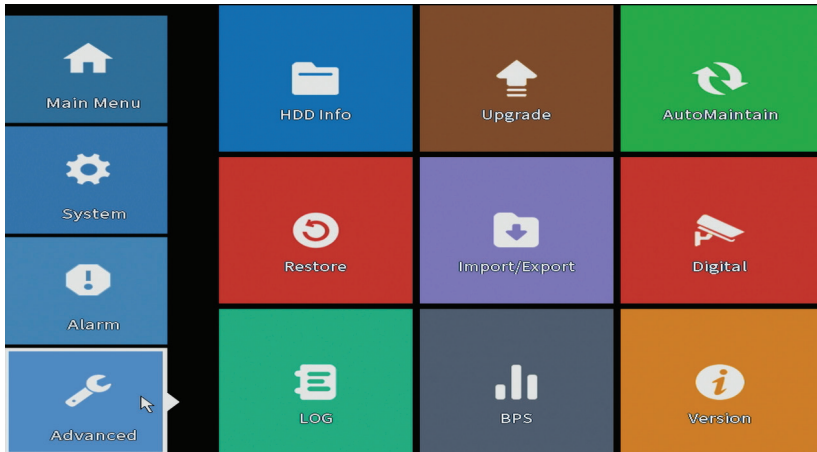 Main Menu
System
Alarm
Advanced
HDD Info
Upgrade
AutoMaintain
Restore
Import/Export
Digital
LOG
BPS
Version